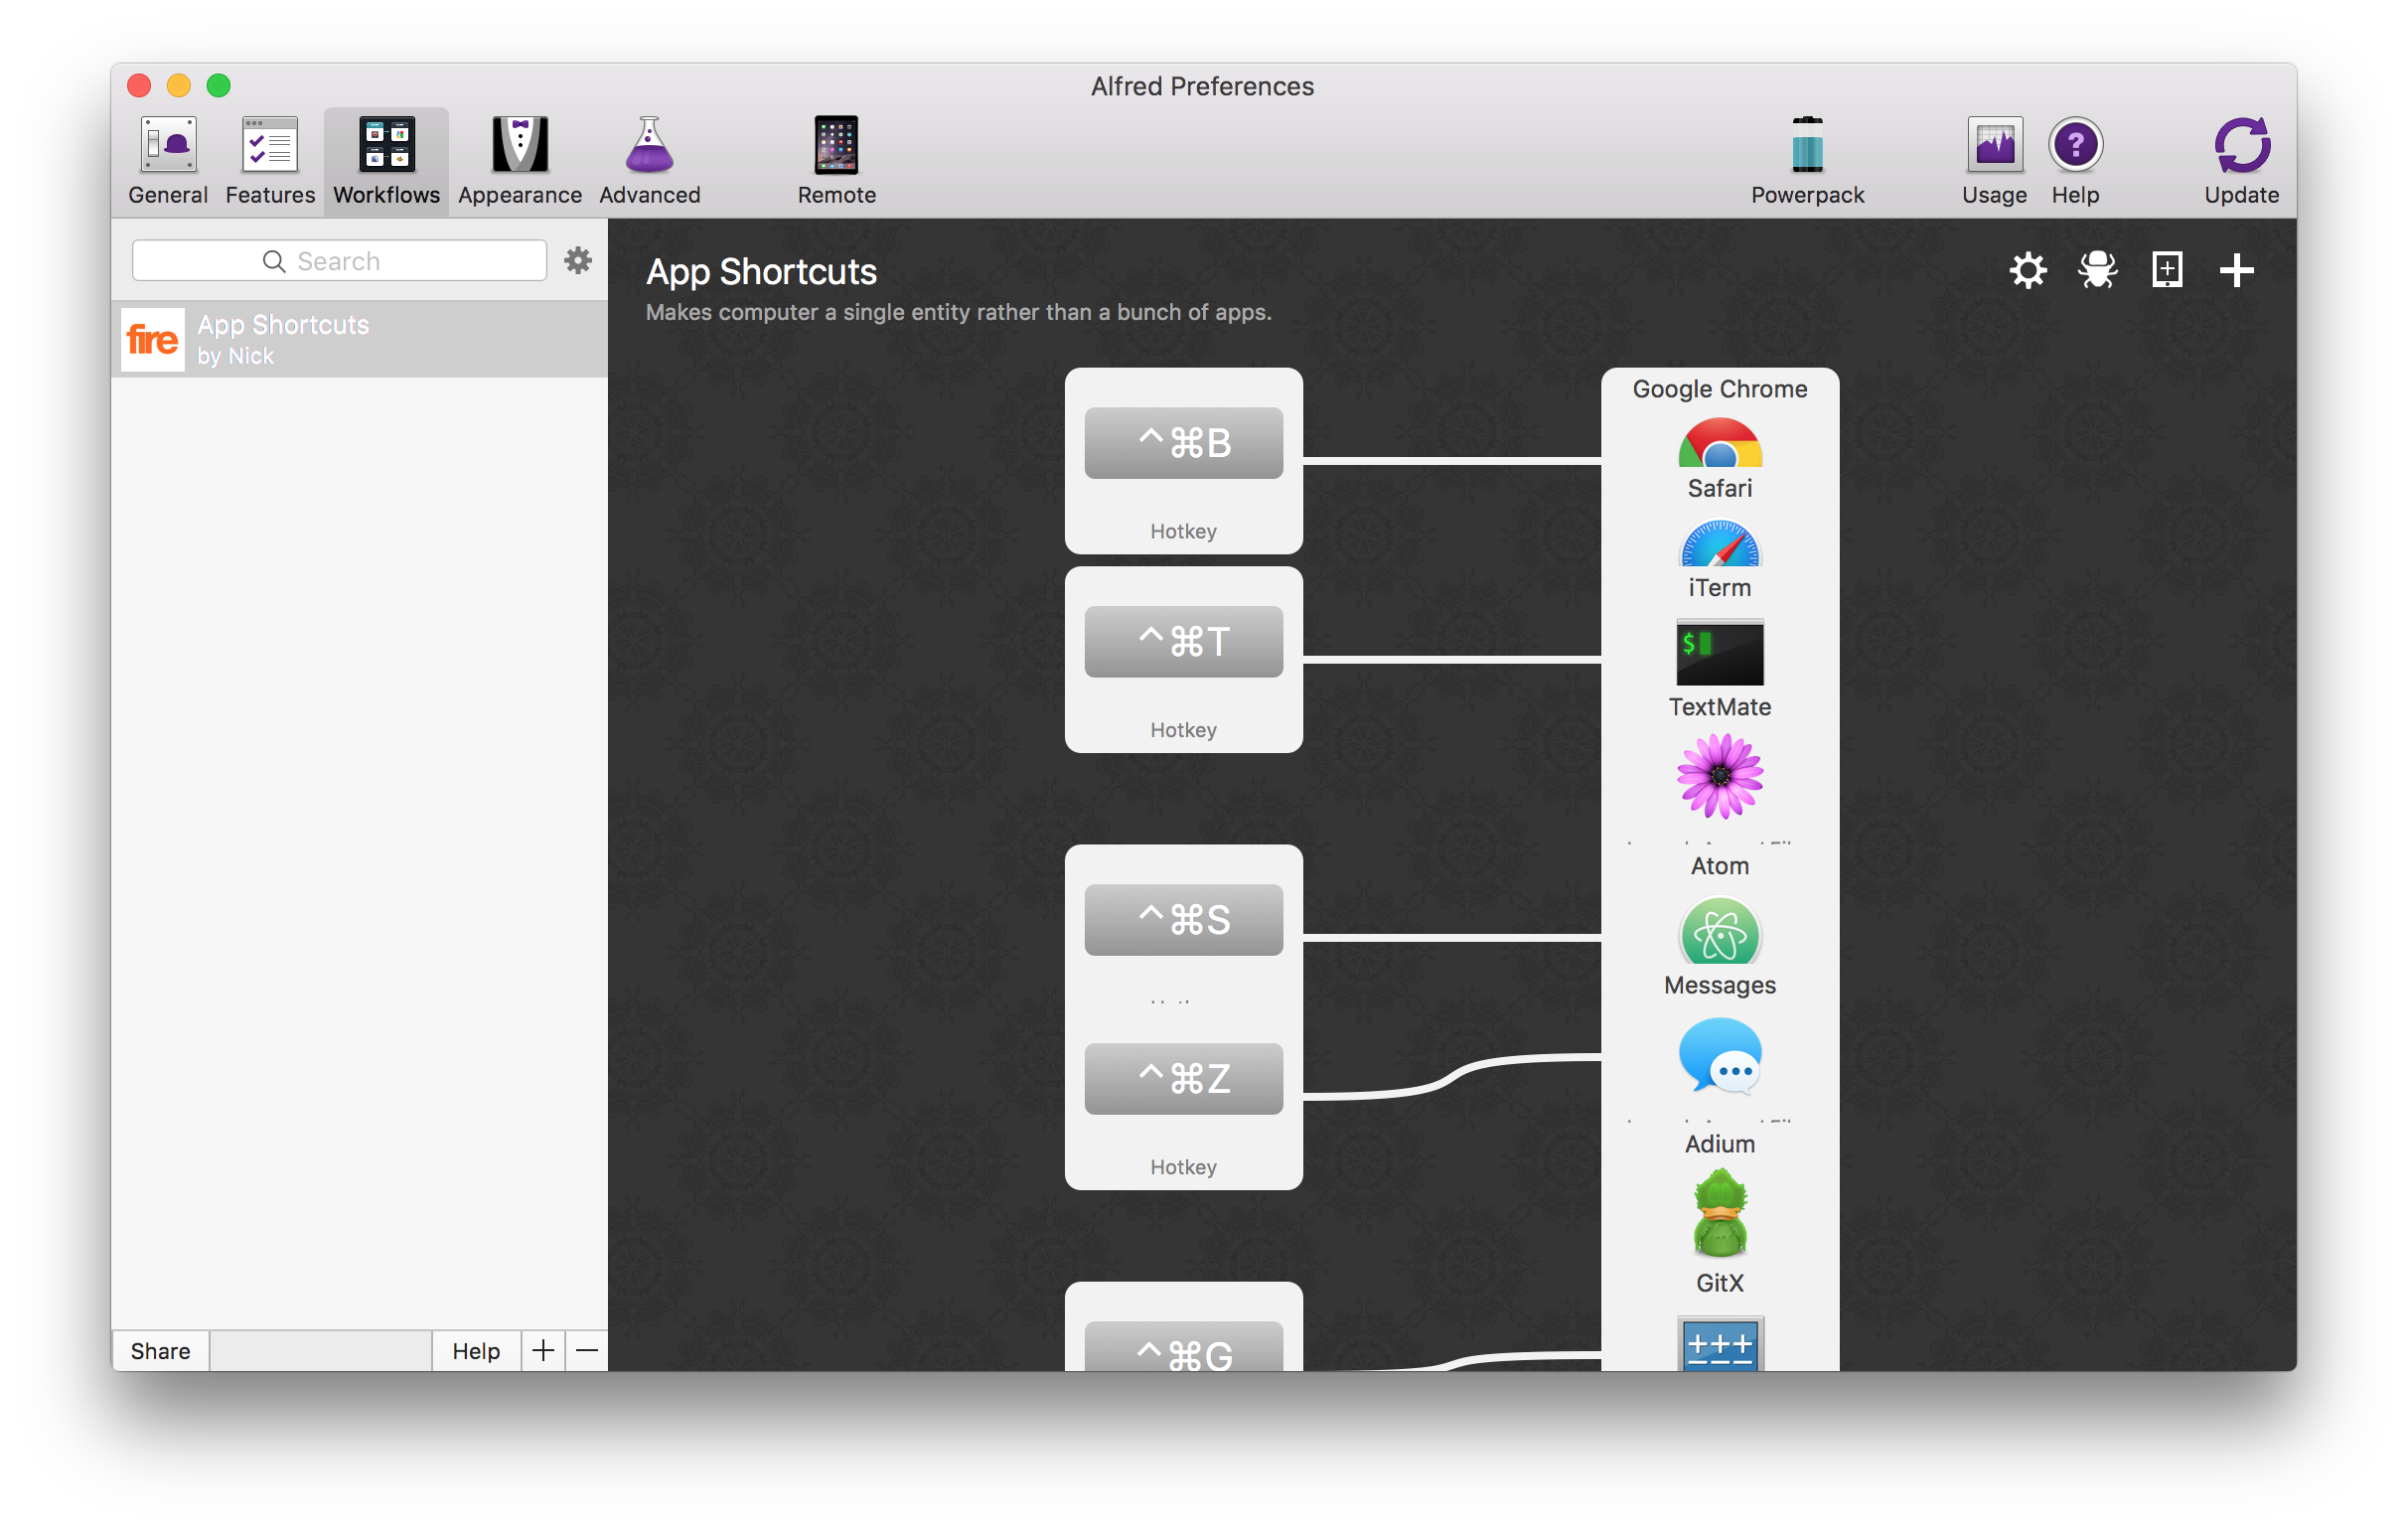 Alfred Preferences
General
Features
Workflows
Appearance
Advanced
Remote
Powerpack
Usage
Help
Update
Search
fire
App Shortcuts
by Nick
App Shortcuts
Makes computer a single entity rather than a bunch of apps.
^⌘B
Hotkey
^⌘T
Hotkey
^⌘S
^⌘Z
Hotkey
^⌘G
Google Chrome
Safari
iTerm
$
TextMate
Atom
Messages
Adium
GitX
+++
Share
Help